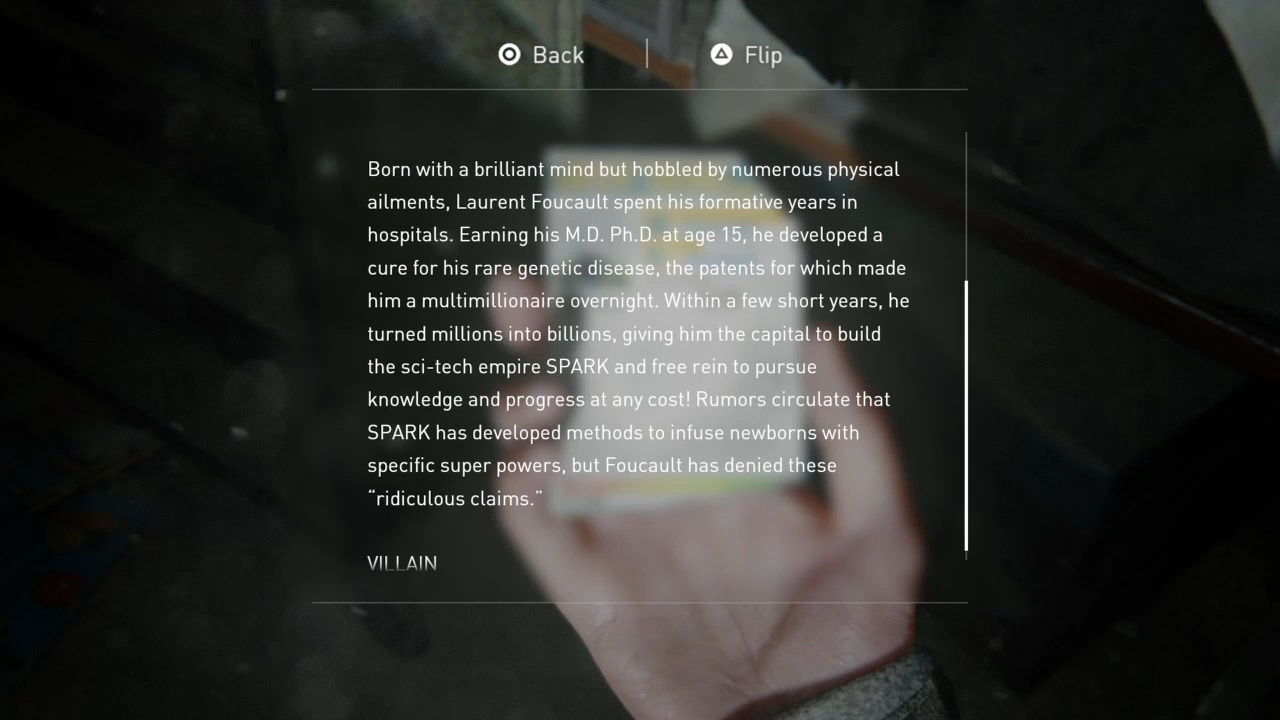 Back
Flip
Born with a brilliant mind but hobbled by numerous physical
ailments, Laurent Foucault spent his formative years in
hospitals. Earning his M.D. Ph.D. at age 15, he developed a
cure for his rare genetic disease, the patents for which made
him a multimillionaire overnight. Within a few short years, he
turned millions into billions, giving him the capital to build
the sci-tech empire SPARK and free rein to pursue
knowledge and progress at any cost! Rumors circulate that
SPARK has developed methods to infuse newborns with
specific super powers, but Foucault has denied these
“ridiculous claims.”
VILLAIN